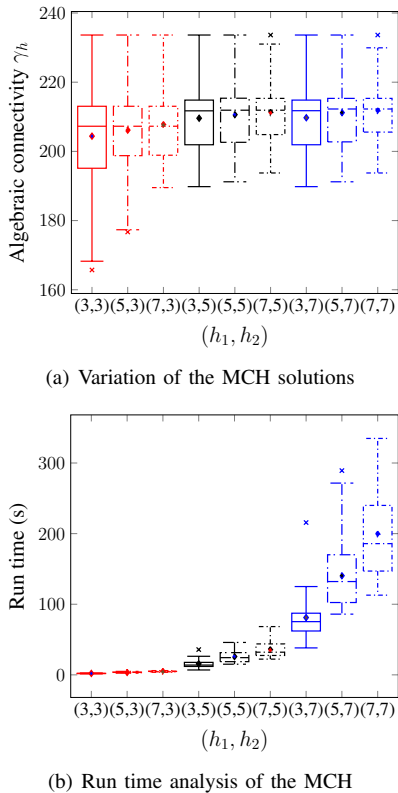 240
220
200
180
160
Algebraic connectivity γh
(3,3)(5,3)(7,3)(3,5)(5,5)(7,5)(3,7)(5,7)(7,7)
(h1, h2)
(a) Variation of the MCH solutions
300
200
100
0
Run time (s)
(3,3)(5,3)(7,3)(3,5)(5,5)(7,5)(3,7)(5,7)(7,7)
(h1, h2)
(b) Run time analysis of the MCH